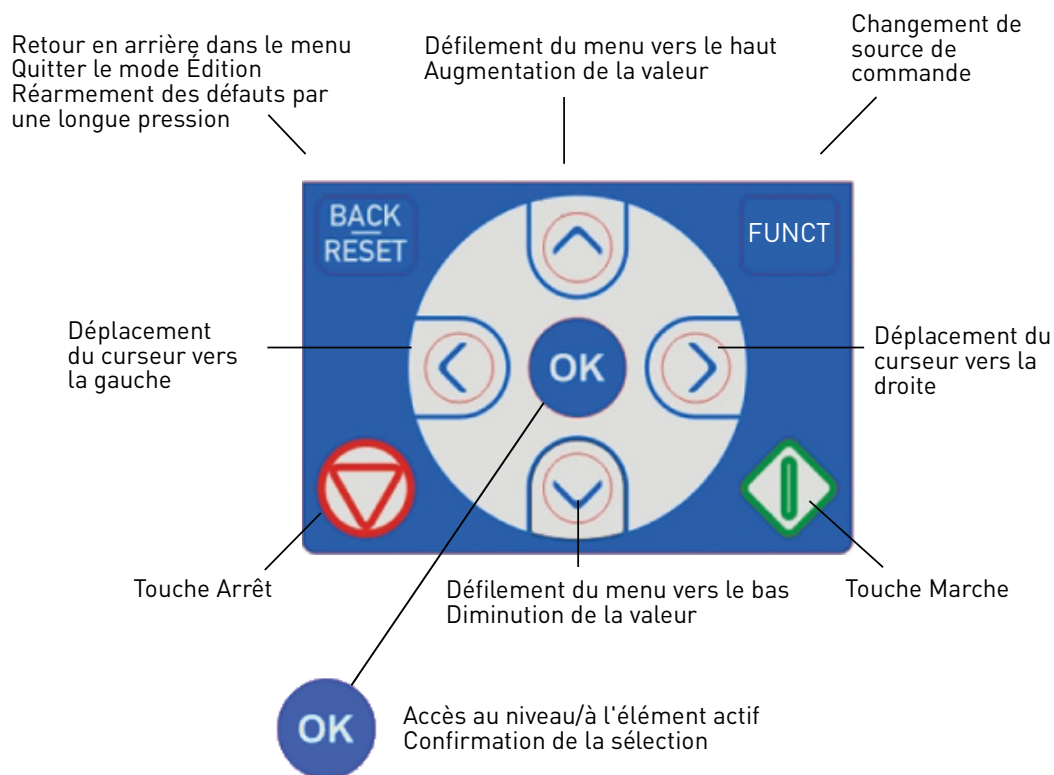 Retour en arrière dans le menu
Quitter le mode Édition
Réarmement des défauts par
une longue pression
Défilement du menu vers le haut
Augmentation de la valeur
Changement de
source de
commande
BACK
RESET
FUNCT
Déplacement
du curseur vers
la gauche
OK
Déplacement du
curseur vers la
droite
Touche Arrêt
Défilement du menu vers le bas
Diminution de la valeur
Touche Marche
OK
Accès au niveau/à l'élément actif
Confirmation de la sélection